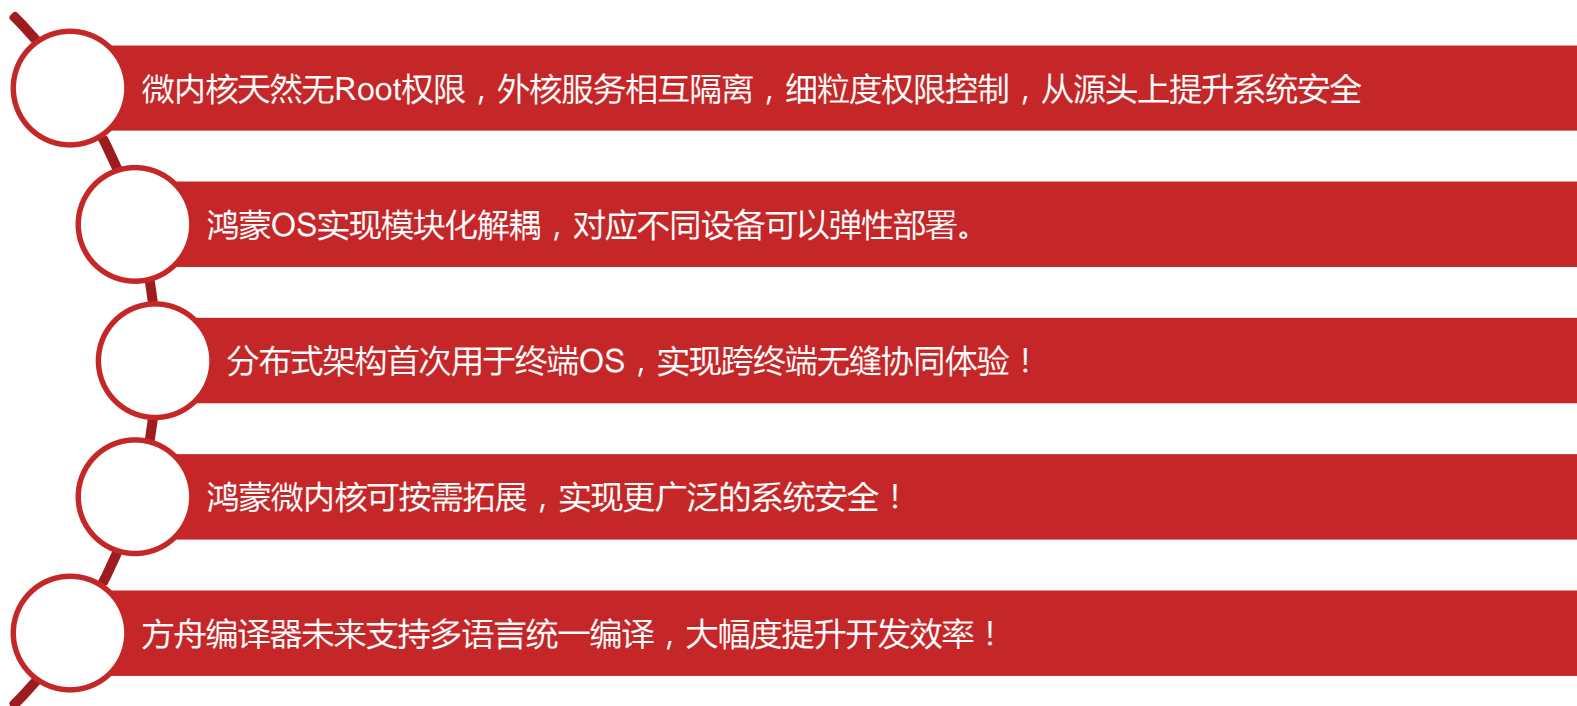 微内核天然无Root权限，外核服务相互隔离，细粒度权限控制，从源头上提升系统安全
鸿蒙OS实现模块化解耦，对应不同设备可以弹性部署。
分布式架构首次用于终端OS，实现跨终端无缝协同体验！
鸿蒙微内核可按需拓展，实现更广泛的系统安全！
方舟编译器未来支持多语言统一编译，大幅度提升开发效率！